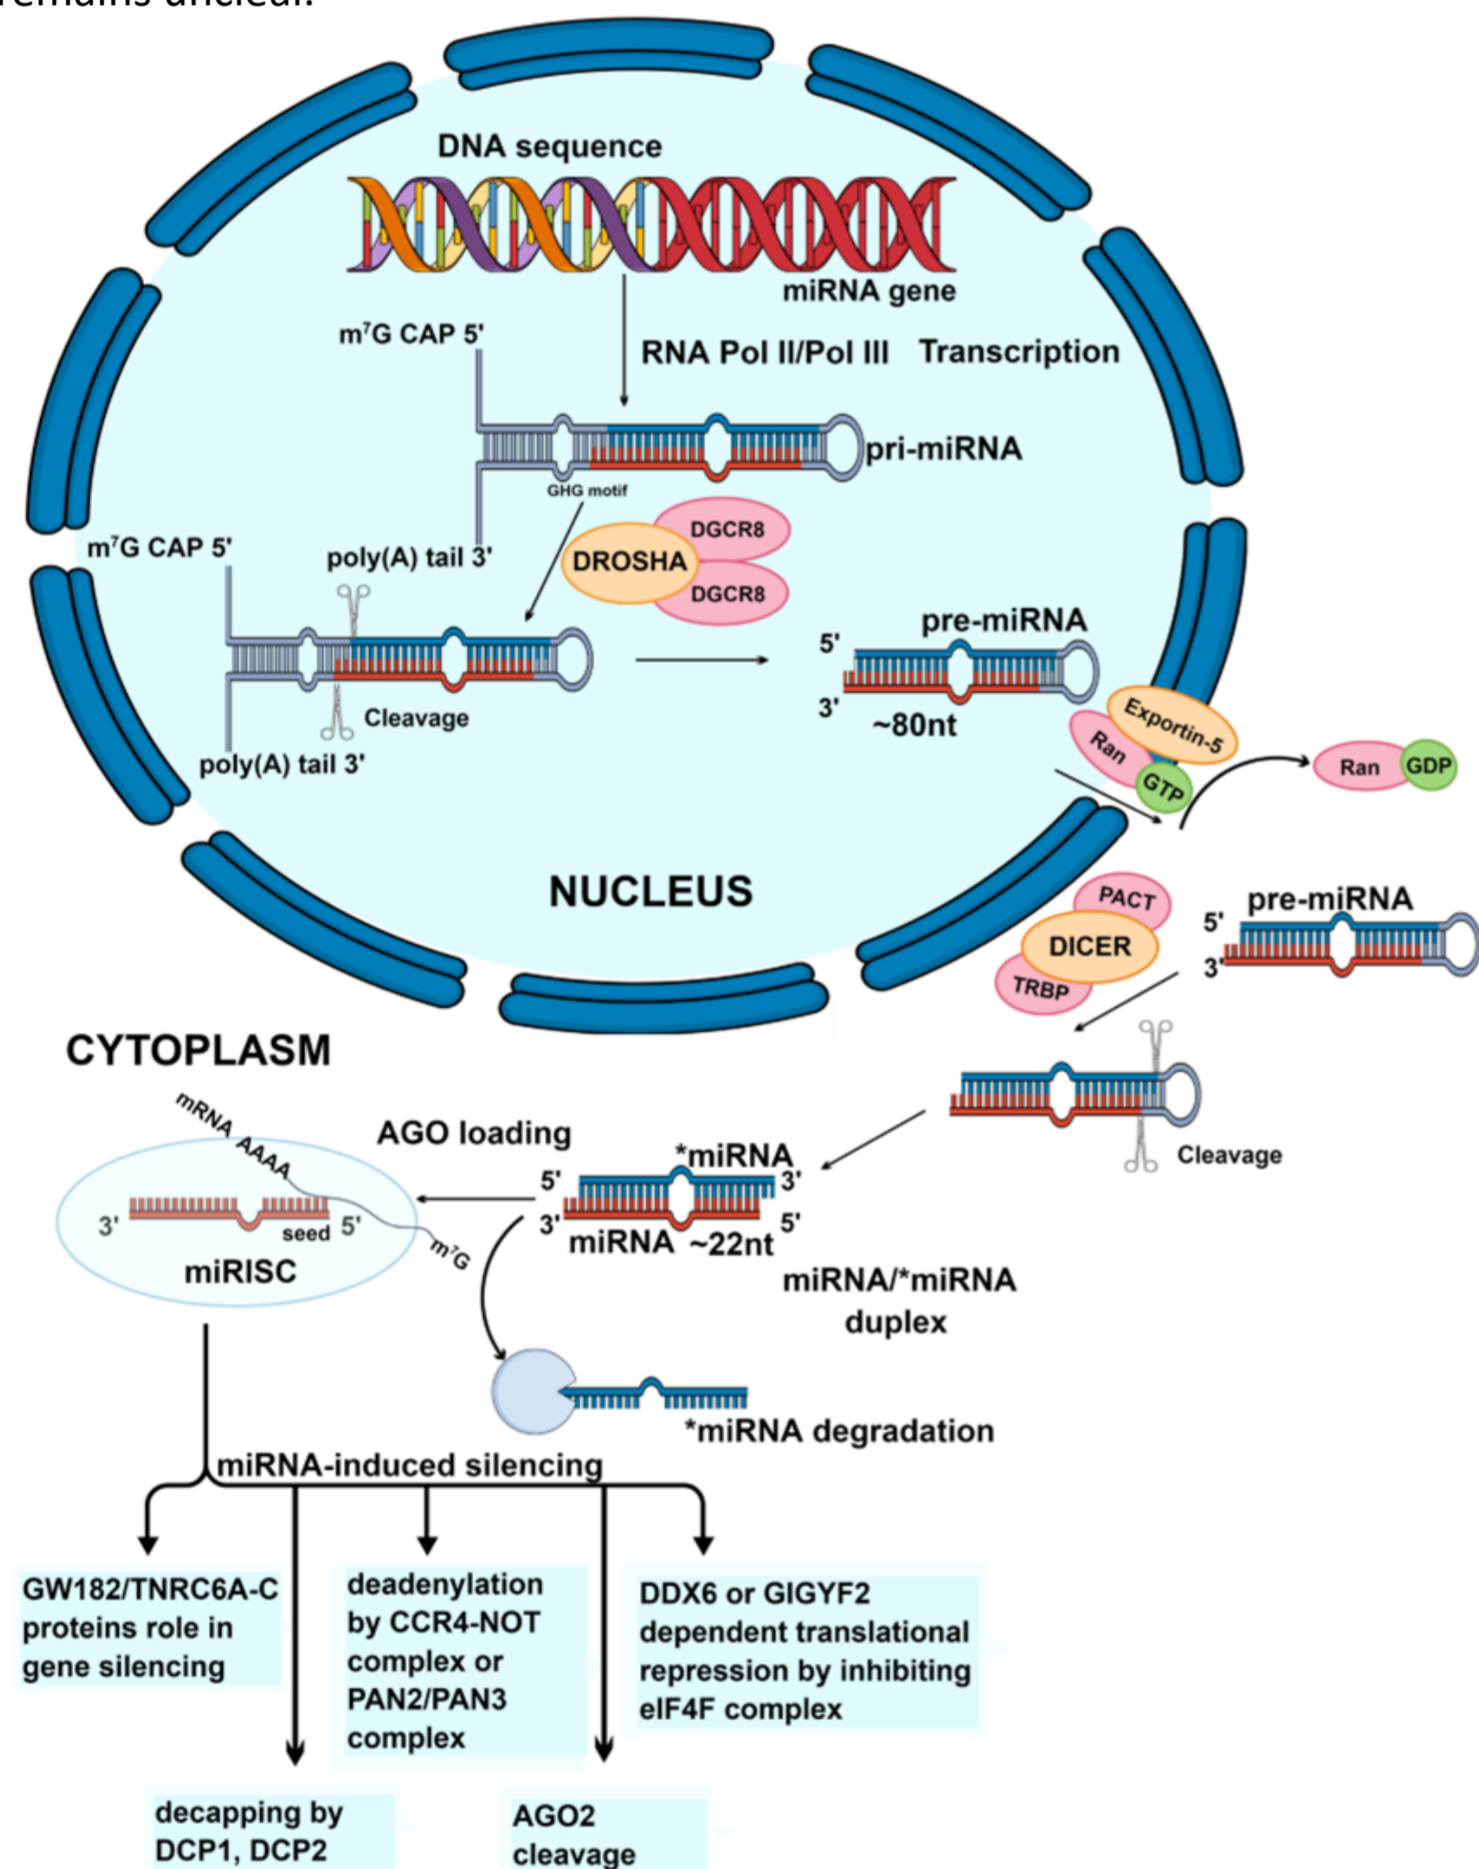 remains unclear.
DNA sequence
miRNA gene
m⁷G CAP 5'
RNA Pol II/Pol III Transcription
pri-miRNA
GHG motif
poly(A) tail 3'
DROSHA
DGCR8
DGCR8
m⁷G CAP 5'
Cleavage
poly(A) tail 3'
pre-miRNA
5'
3'
~80nt
Exportin-5
Ran
GTP
Ran
GDP
NUCLEUS
PACT
DICER
TRBP
pre-miRNA
5'
3'
Cleavage
CYTOPLASM
mRNA AAAA
3'
seed
5'
m⁷G
miRISC
AGO loading
*miRNA
5'
3'
3'
5'
miRNA ~22nt
miRNA/*miRNA
duplex
*miRNA degradation
miRNA-induced silencing
GW182/TNRC6A-C
proteins role in
gene silencing
deadenylation
by CCR4-NOT
complex or
PAN2/PAN3
complex
DDX6 or GIGYF2
dependent translational
repression by inhibiting
eIF4F complex
decapping by
DCP1, DCP2
AGO2
cleavage